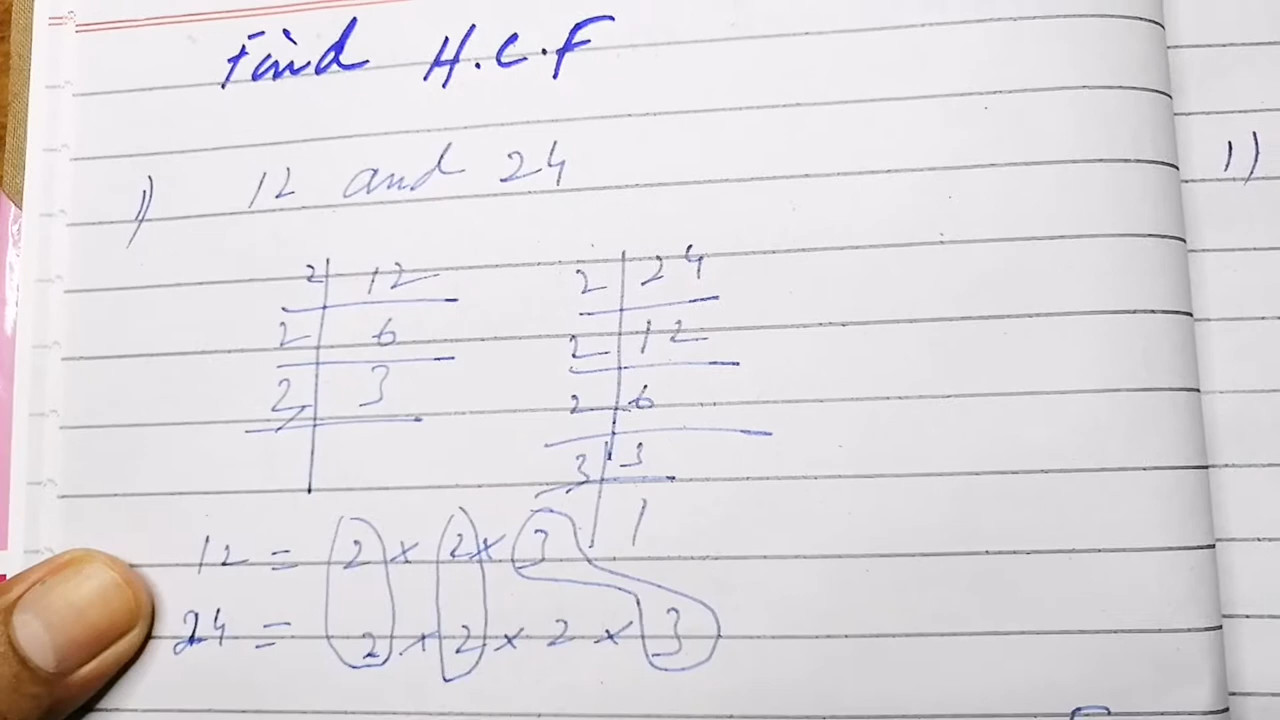 Find H.C.F
1) 12 and 24
1)
2 | 12
2 | 6
2 | 3
2 | 24
2 | 12
2 | 6
3 | 3
1
12 = 2 × 2 × 3
24 = 2 × 2 × 2 × 3